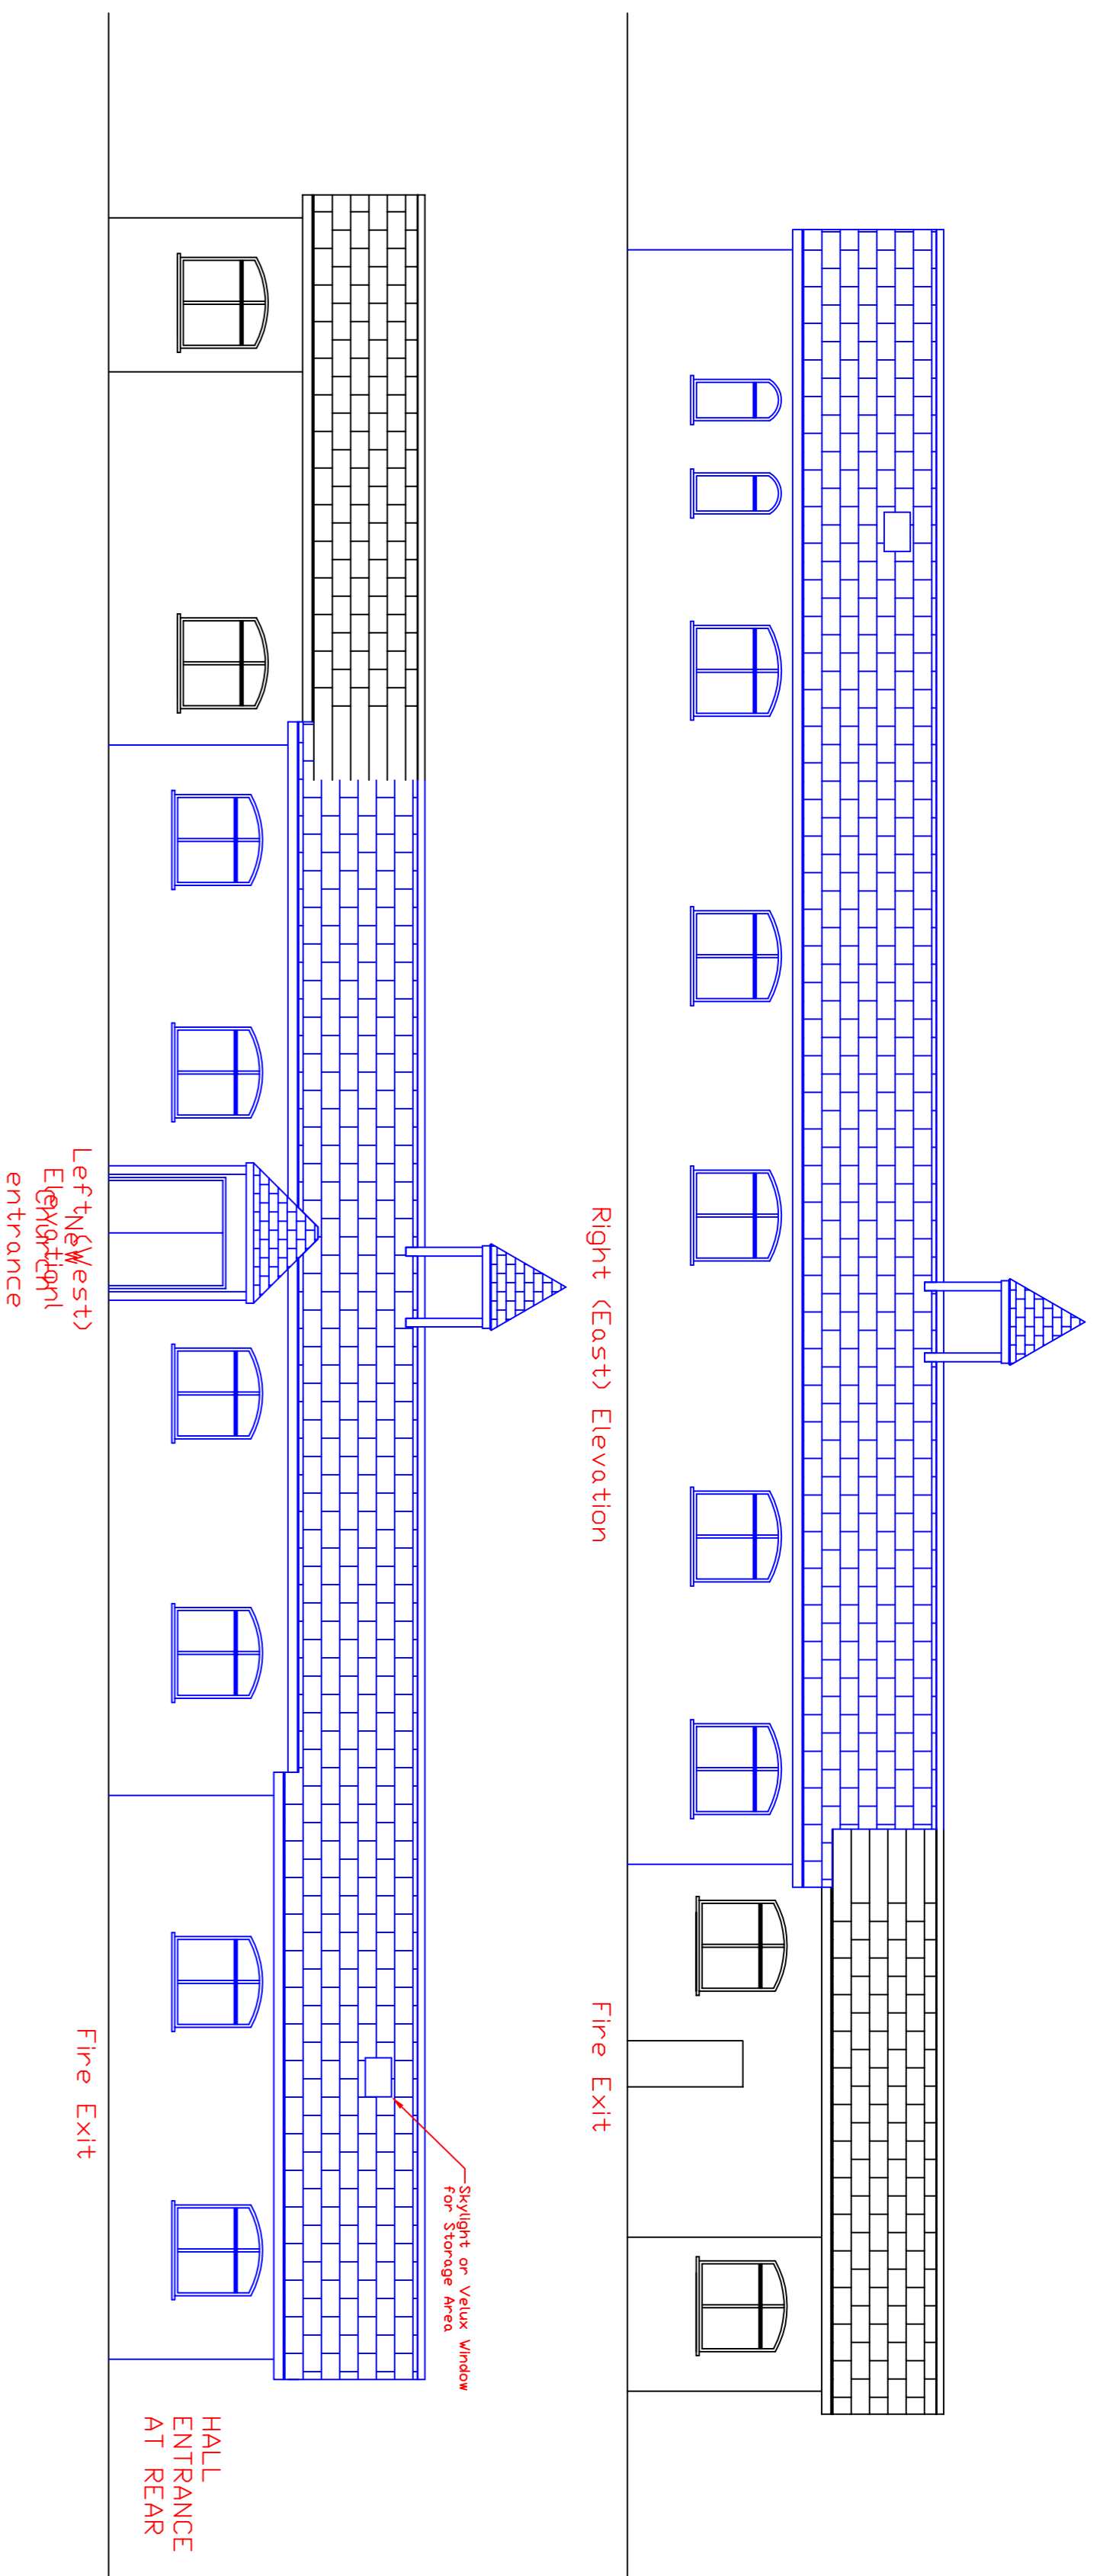 Right (East) Elevation
Fire Exit
Skylight or Velux Window
for Storage Area
Left (West)
Elevation
New
Church
entrance
Fire Exit
HALL
ENTRANCE
AT REAR